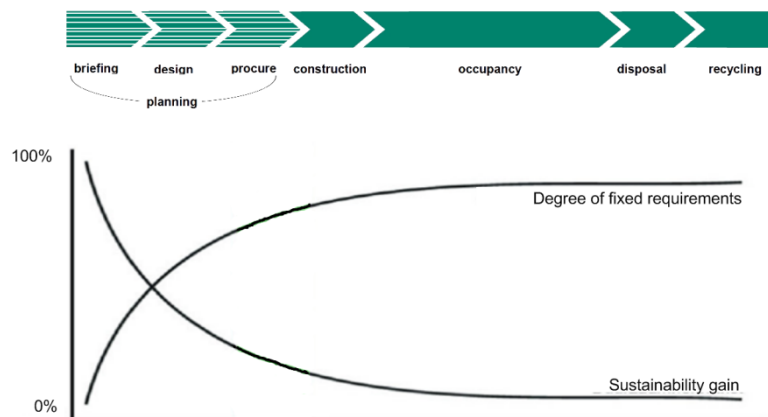 briefing design procure construction occupancy disposal recycling
planning
100%
Degree of fixed requirements
Sustainability gain
0%